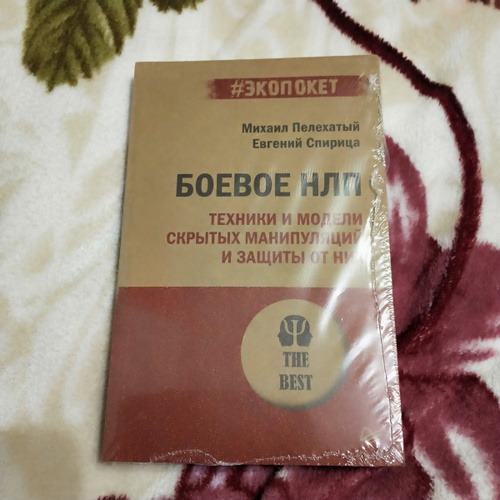 #ЭКОПОКЕТ
Михаил Пелехатый
Евгений Спирица
БОЕВОЕ НЛП
ТЕХНИКИ И МОДЕЛИ
СКРЫТЫХ МАНИПУЛЯЦИЙ
И ЗАЩИТЫ ОТ
THE
BEST